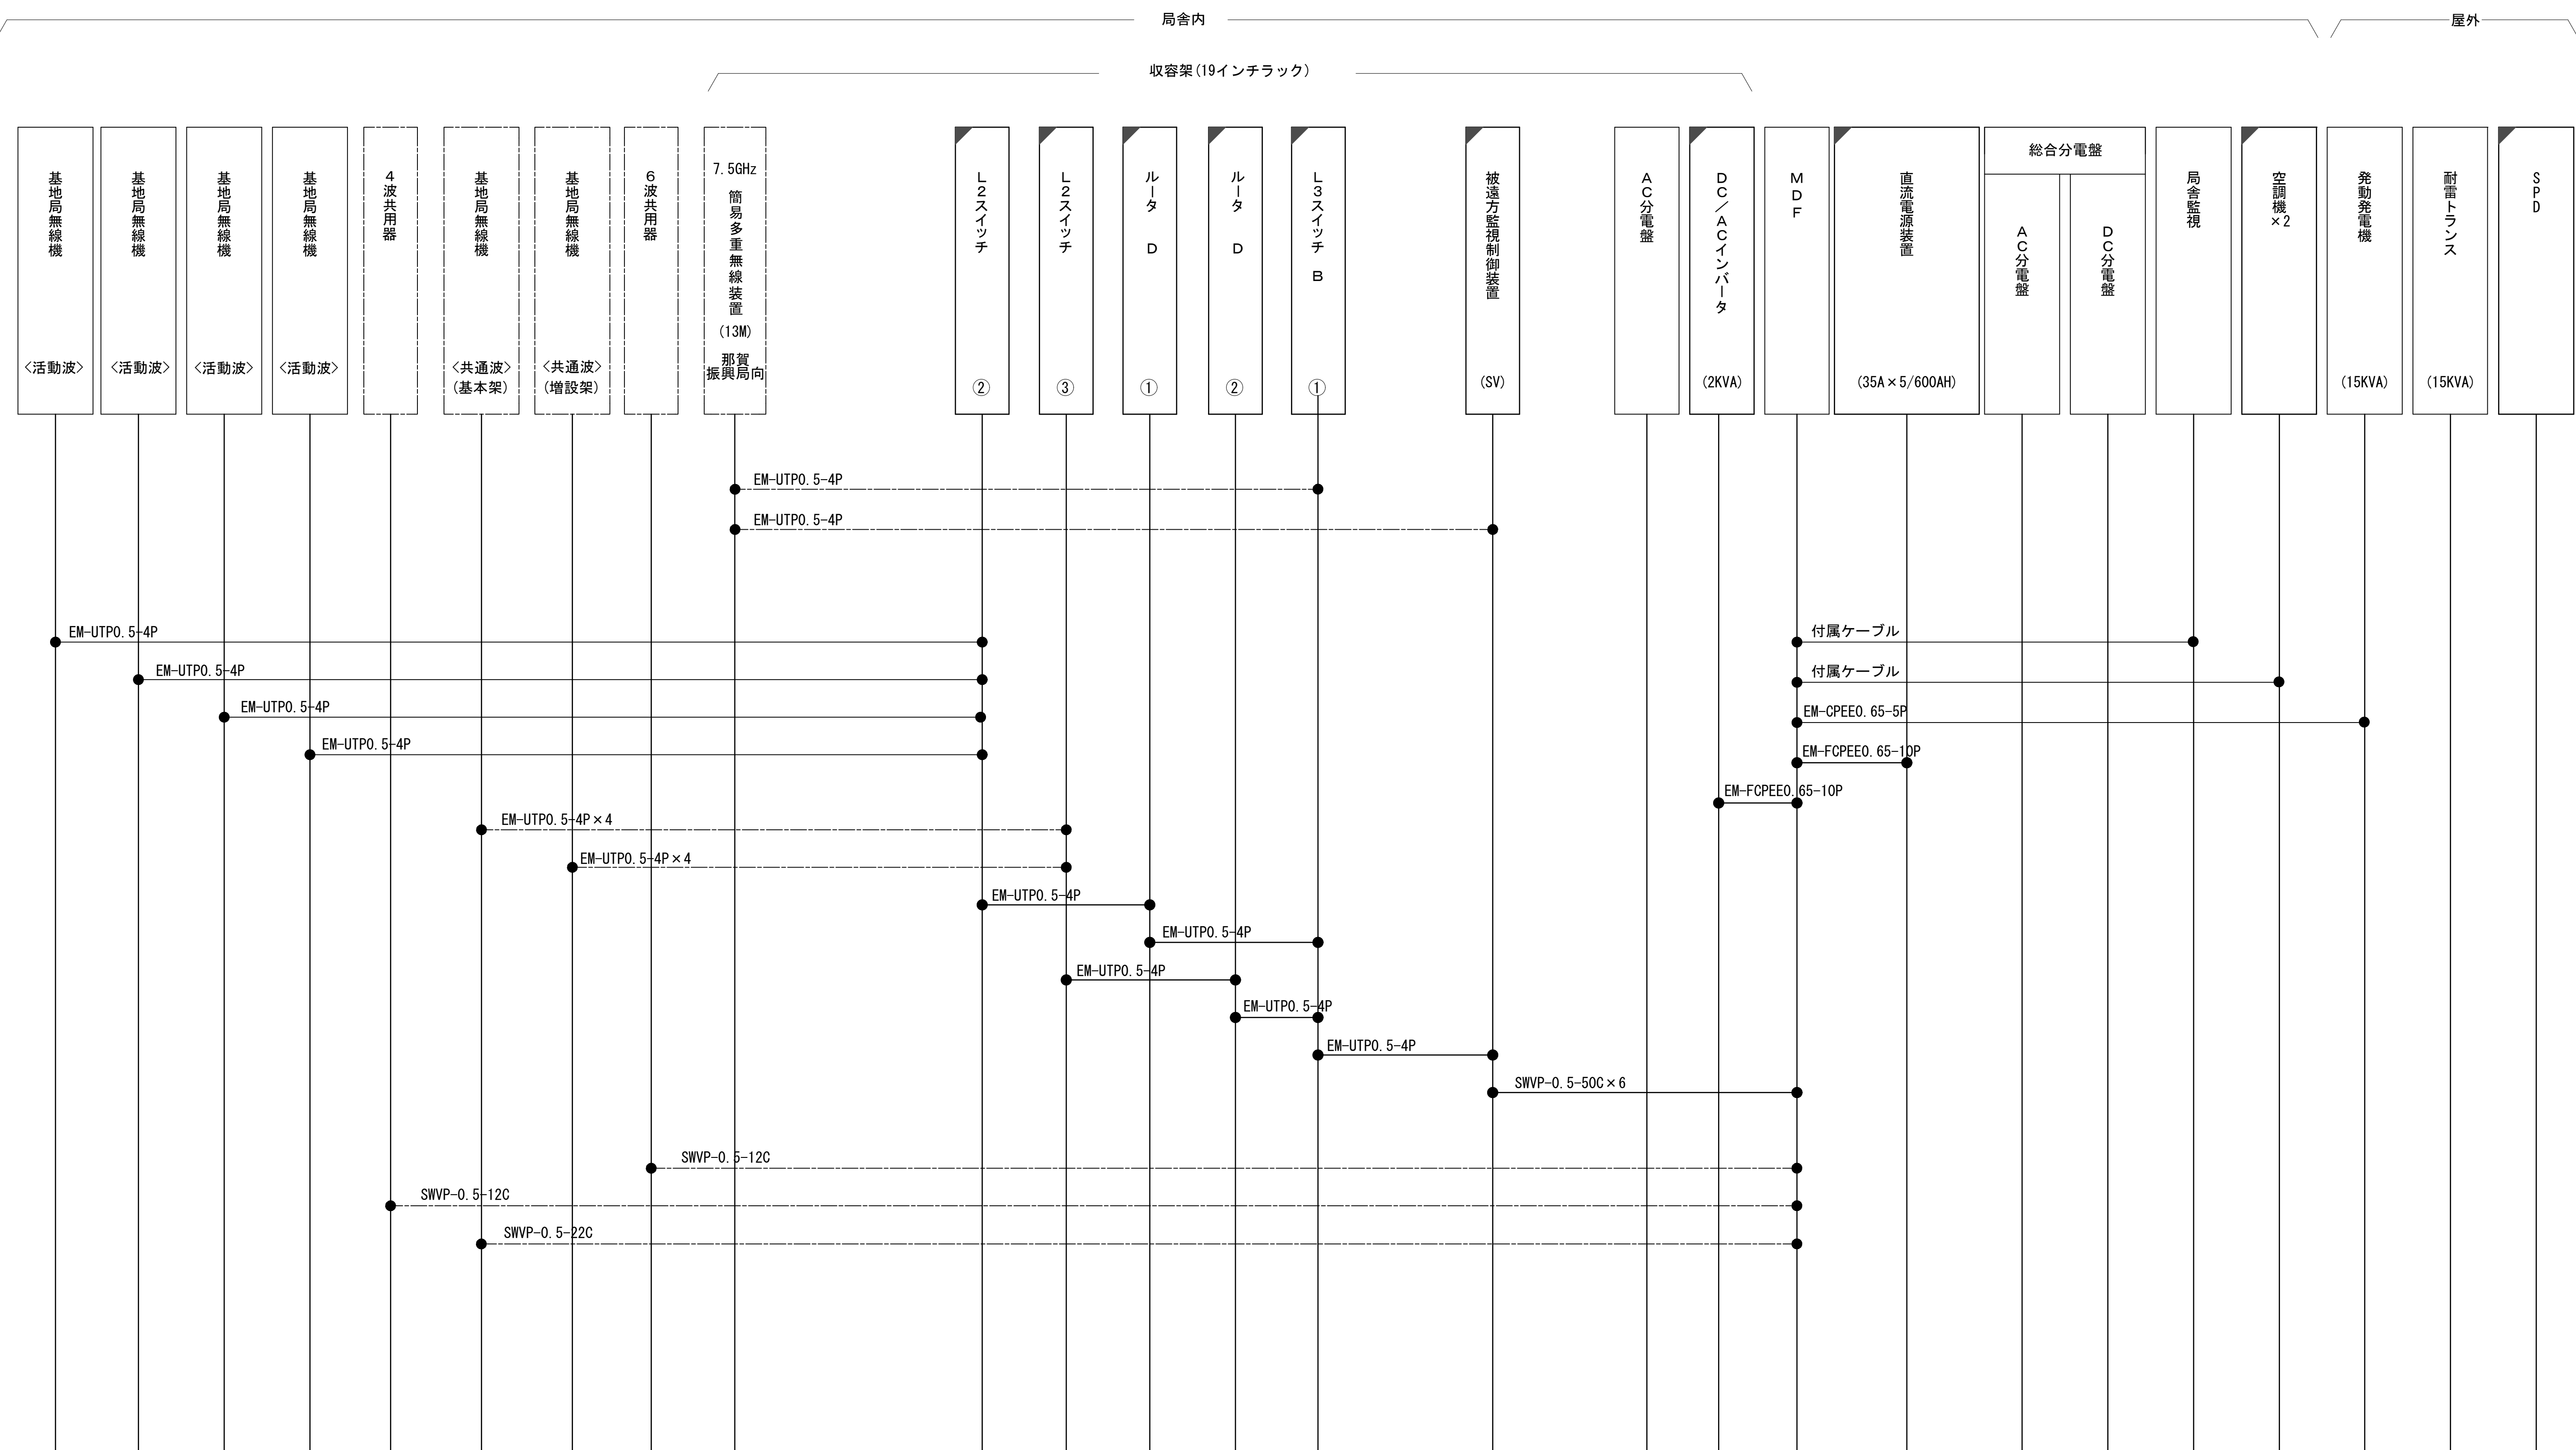 局舎内
屋外
収容架(19インチラック)
基地局無線機
<活動波>
基地局無線機
<活動波>
基地局無線機
<活動波>
基地局無線機
<活動波>
4波共用器
基地局無線機
<共通波>
(基本架)
基地局無線機
<共通波>
(増設架)
6波共用器
7.5GHz
簡易多重無線装置
(13M)
那賀
振興局向
L2スイッチ
②
L2スイッチ
③
ルータ D
①
ルータ D
②
L3スイッチ B
①
被遠方監視制御装置
(SV)
AC分電盤
DC/ACインバータ
(2KVA)
MDF
直流電源装置
(35A×5/600AH)
総合分電盤
AC分電盤
DC分電盤
局舎監視
空調機
×2
発動発電機
(15KVA)
耐雷トランス
(15KVA)
SPD
EM-UTP0.5-4P
EM-UTP0.5-4P
EM-UTP0.5-4P
付属ケーブル
EM-UTP0.5-4P
付属ケーブル
EM-UTP0.5-4P
EM-CPEE0.65-5P
EM-UTP0.5-4P
EM-FCPEE0.65-10P
EM-FCPEE0.65-10P
EM-UTP0.5-4P×4
EM-UTP0.5-4P×4
EM-UTP0.5-4P
EM-UTP0.5-4P
EM-UTP0.5-4P
EM-UTP0.5-4P
EM-UTP0.5-4P
SWVP-0.5-50C×6
SWVP-0.5-12C
SWVP-0.5-12C
SWVP-0.5-22C